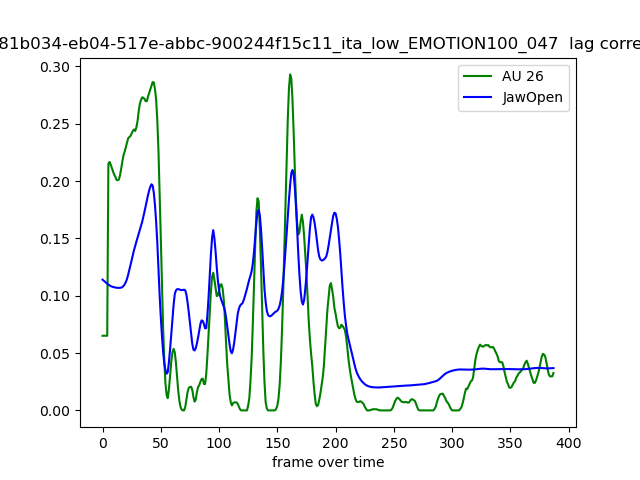 81b034-eb04-517e-abbc-900244f15c11_ita_low_EMOTION100_047 lag corre
AU 26
JawOpen
0.30
0.25
0.20
0.15
0.10
0.05
0.00
0 50 100 150 200 250 300 350 400
frame over time